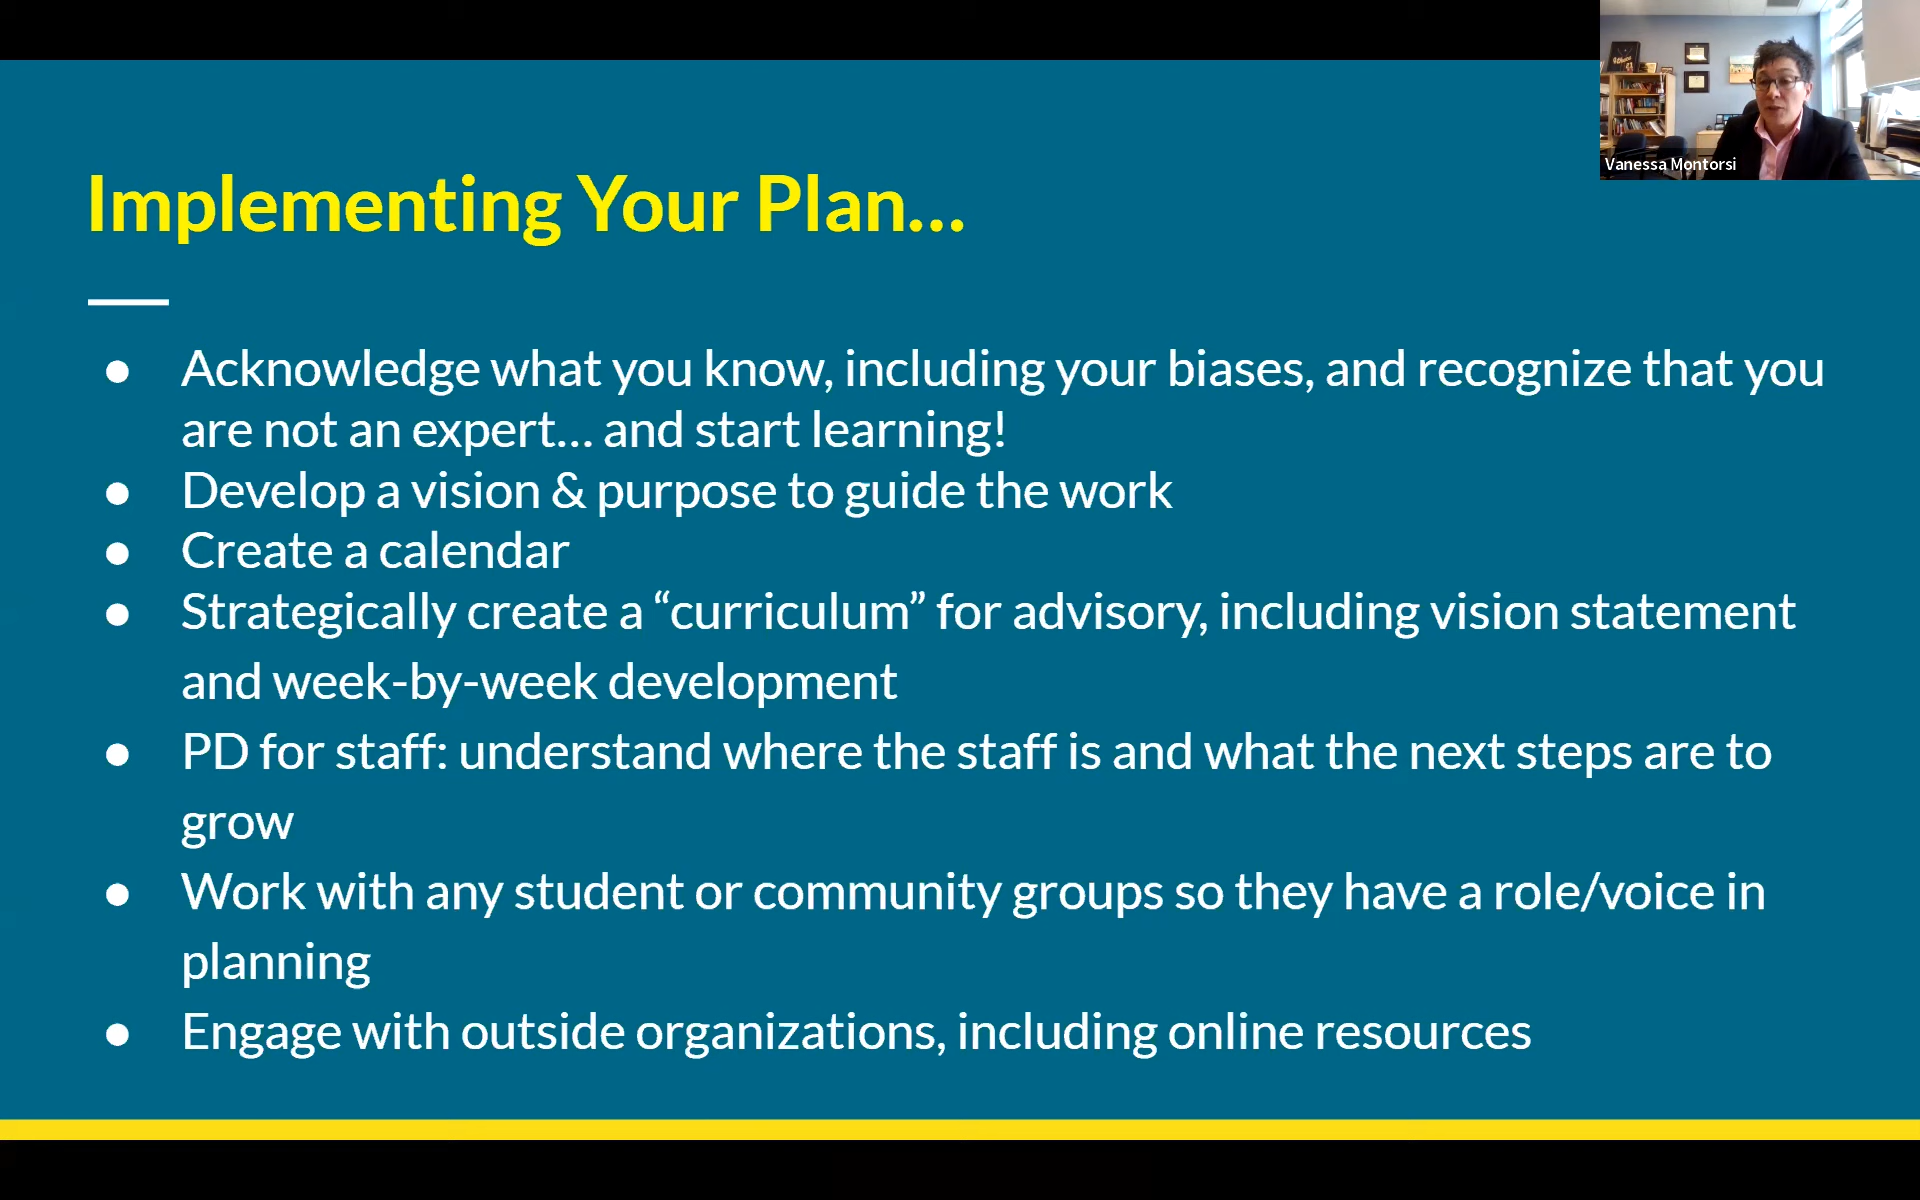 Vanessa Montorsi
Implementing Your Plan...
● Acknowledge what you know, including your biases, and recognize that you
are not an expert... and start learning!
● Develop a vision & purpose to guide the work
● Create a calendar
● Strategically create a “curriculum” for advisory, including vision statement
and week-by-week development
● PD for staff: understand where the staff is and what the next steps are to
grow
● Work with any student or community groups so they have a role/voice in
planning
● Engage with outside organizations, including online resources